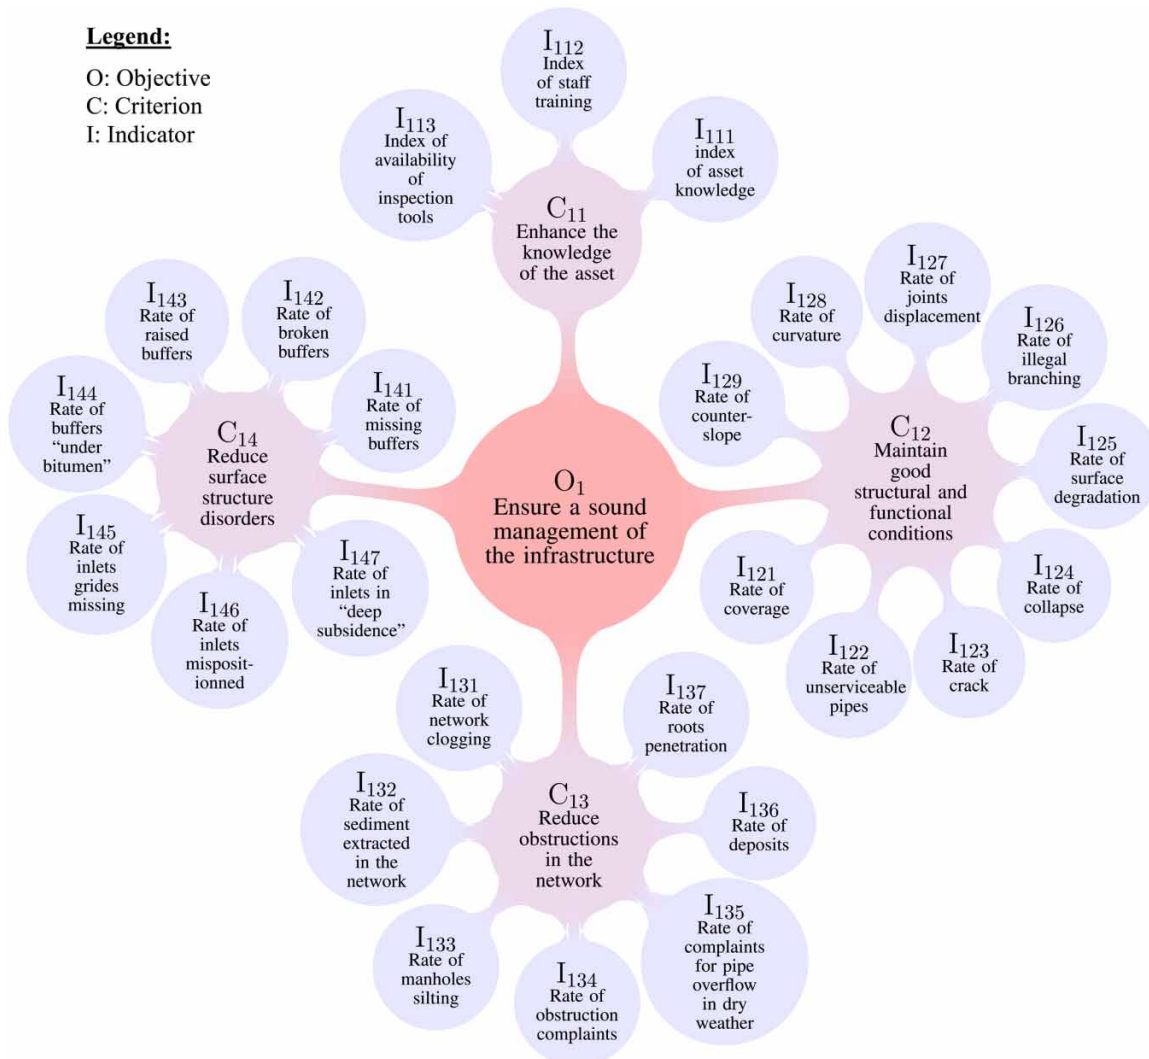 Legend:
O: Objective
C: Criterion
I: Indicator
I112
Index
of staff
training
I113
Index of
availability
of
inspection
tools
I111
index
of asset
knowledge
C11
Enhance the
knowledge
of the asset
I143
Rate of
raised
buffers
I142
Rate of
broken
buffers
I144
Rate of
buffers
“under
bitumen”
I141
Rate of
missing
buffers
C14
Reduce
surface
structure
disorders
I145
Rate of
inlets
grides
missing
I146
Rate of
inlets
misposit-
ionned
I147
Rate of
inlets in
“deep
subsidence”
O1
Ensure a sound
management of
the infrastructure
I127
Rate of
joints
displacement
I128
Rate of
curvature
I126
Rate of
illegal
branching
I129
Rate of
counter-
slope
C12
Maintain
good
structural and
functional
conditions
I125
Rate of
surface
degradation
I121
Rate of
coverage
I124
Rate of
collapse
I122
Rate of
unserviceable
pipes
I123
Rate of
crack
I131
Rate of
network
clogging
I137
Rate of
roots
penetration
I132
Rate of
sediment
extracted
in the
network
C13
Reduce
obstructions
in the
network
I136
Rate of
deposits
I133
Rate of
manholes
silting
I134
Rate of
obstruction
complaints
I135
Rate of
complaints
for pipe
overflow
in dry
weather